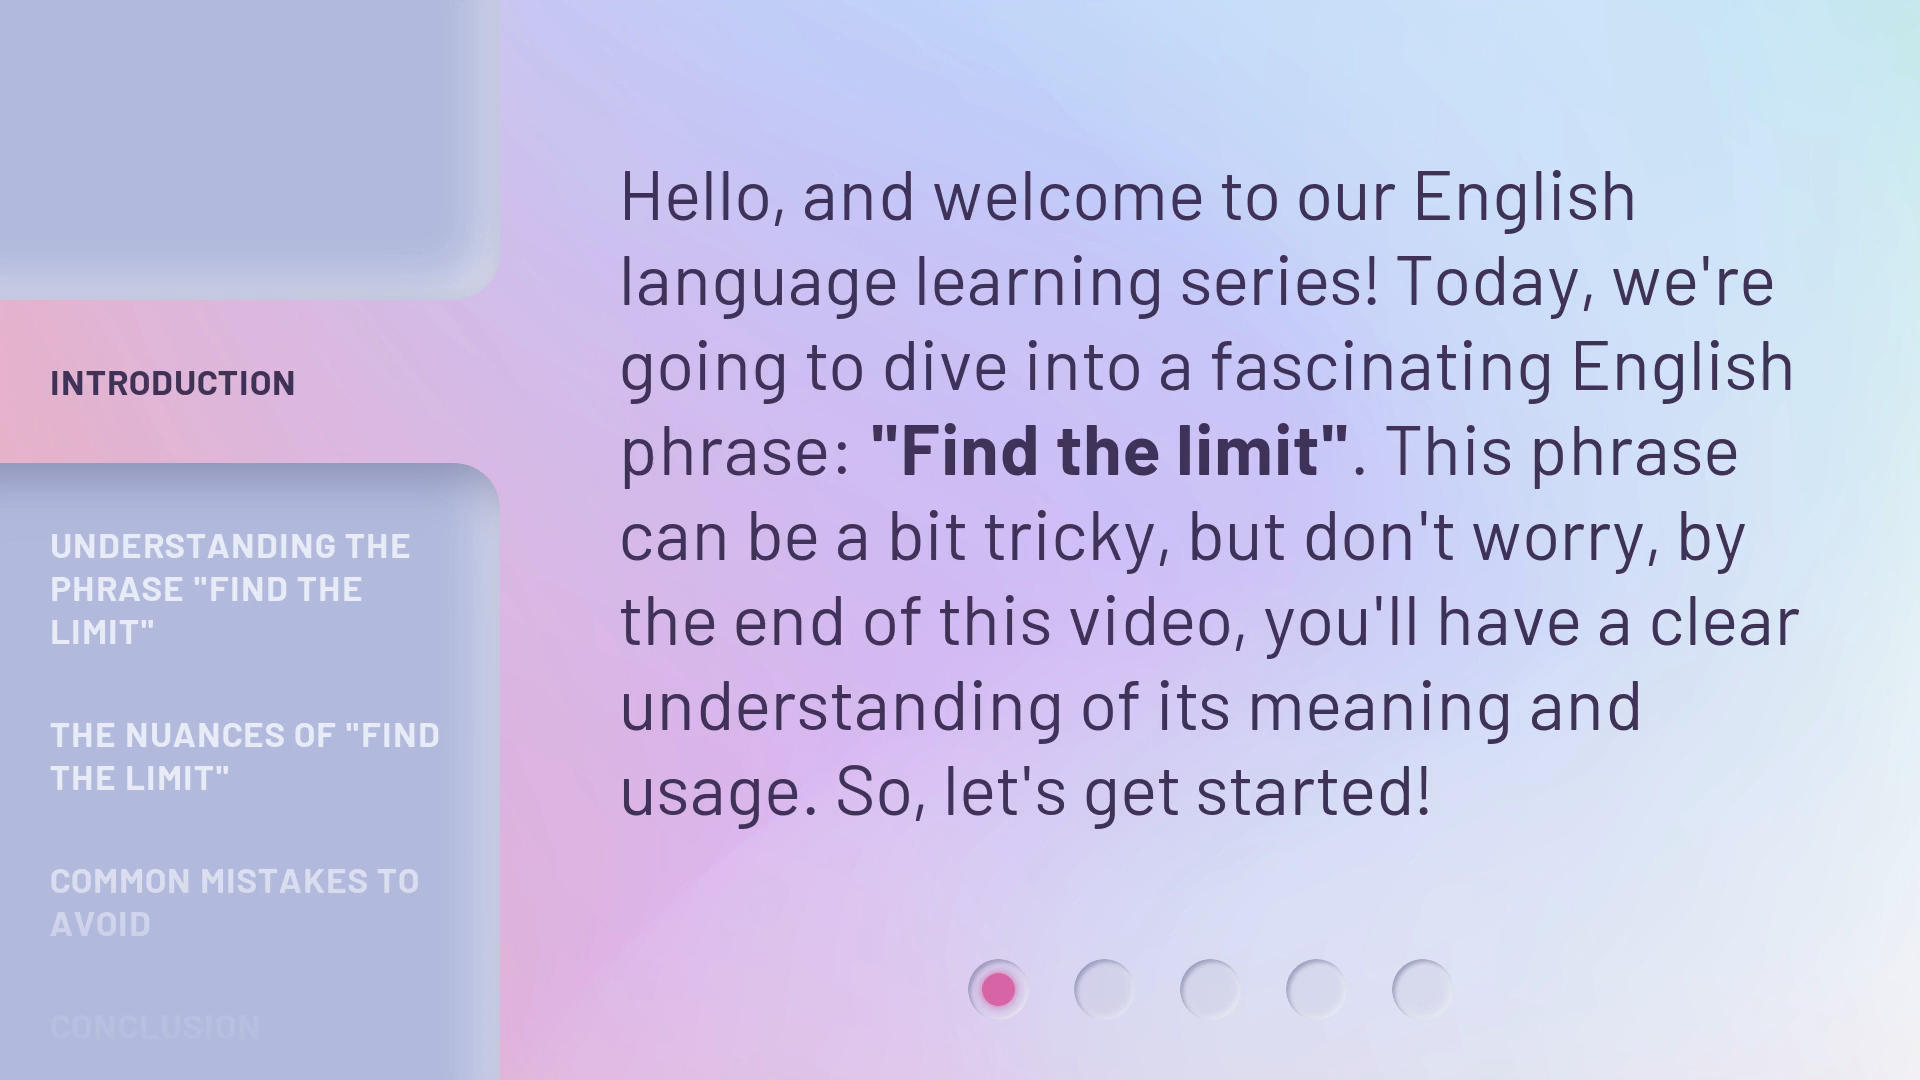 INTRODUCTION
UNDERSTANDING THE
PHRASE "FIND THE
LIMIT"
THE NUANCES OF "FIND
THE LIMIT"
COMMON MISTAKES TO
AVOID
CONCLUSION
Hello, and welcome to our English
language learning series! Today, we're
going to dive into a fascinating English
phrase: "Find the limit". This phrase
can be a bit tricky, but don't worry, by
the end of this video, you'll have a clear
understanding of its meaning and
usage. So, let's get started!